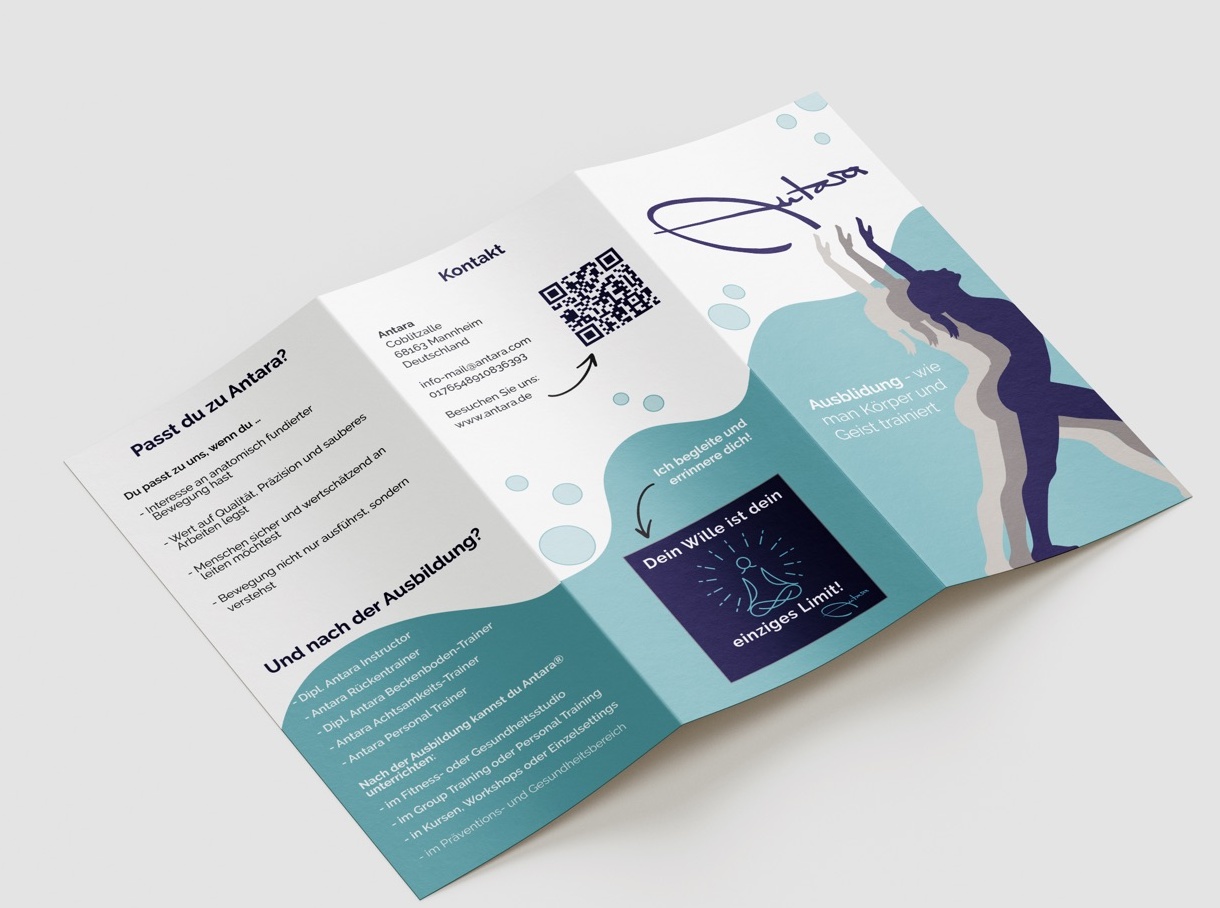 Passt du zu Antara?
Du passt zu uns, wenn du ...
- Interesse an anatomisch fundierter
Bewegung hast
- Wert auf Qualität, Präzision und sauberes
Arbeiten legst
- Menschen sicher und wertschätzend an
leiten möchtest
- Bewegung nicht nur ausführst, sondern
verstehst
Und nach der Ausbildung?
- Dipl. Antara Instructor
- Antara Rückentrainer
- Dipl. Antara Beckenboden-Trainer
- Antara Achtsamkeits-Trainer
- Antara Personal Trainer
Nach der Ausbildung kannst du Antara®
unterrichten:
- im Fitness- oder Gesundheitsstudio
- im Group Training oder Personal Training
- in Kursen, Workshops oder Einzelsettings
- im Präventions- und Gesundheitsbereich
Kontakt
Antara
Coblitzalle
68163 Mannheim
Deutschland
info-mail@antara.com
0176548910836393
Besuchen Sie uns:
www.antara.de
Ich begleite und
errinnere dich!
Dein Wille ist dein
einziges Limit!
Antara
Antara
Ausblidung - wie
man Körper und
Geist trainiert